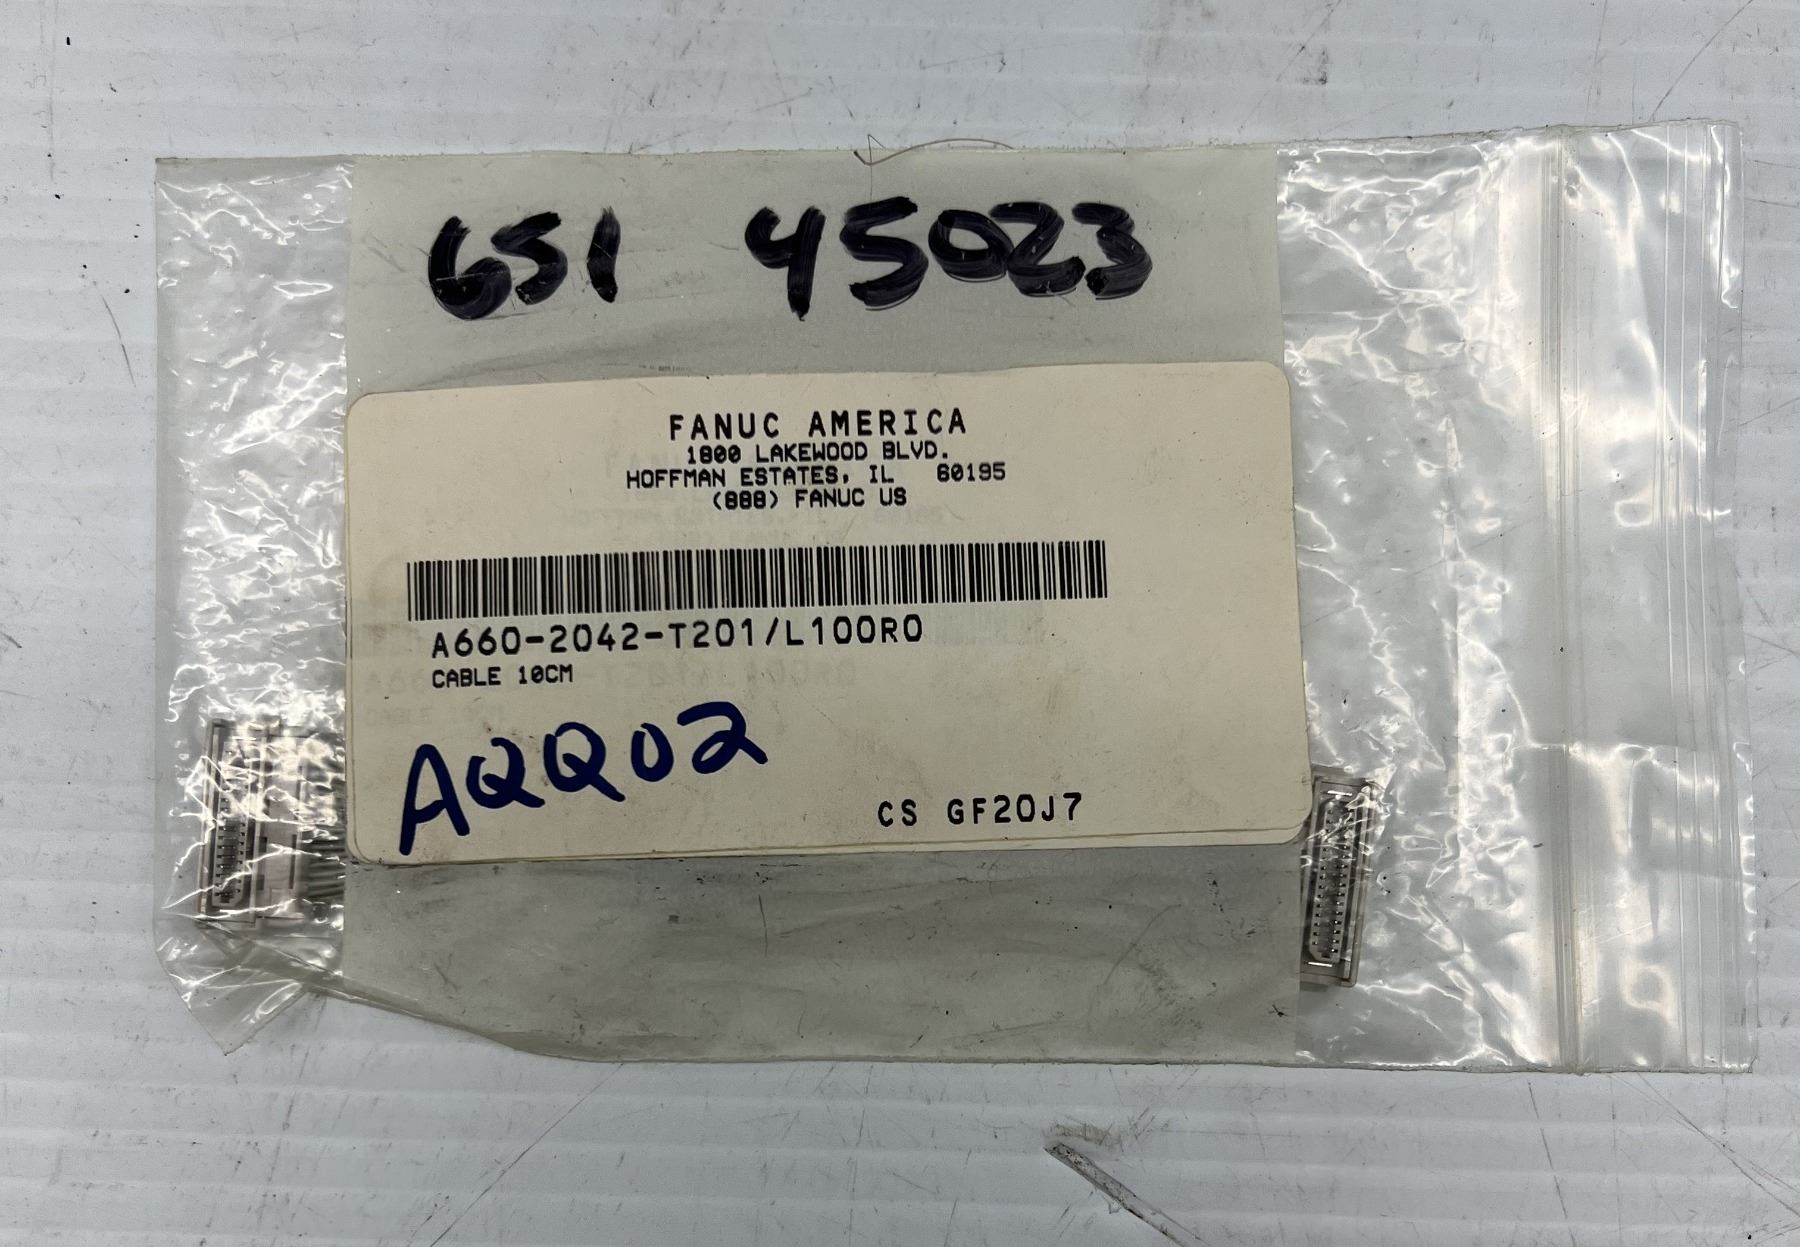 651 45023
FANUC AMERICA
1800 LAKEWOOD BLVD.
HOFFMAN ESTATES, IL 60195
(888) FANUC US
A660-2042-T201/L100R0
CABLE 10CM
AQQ02
CS GF20J7